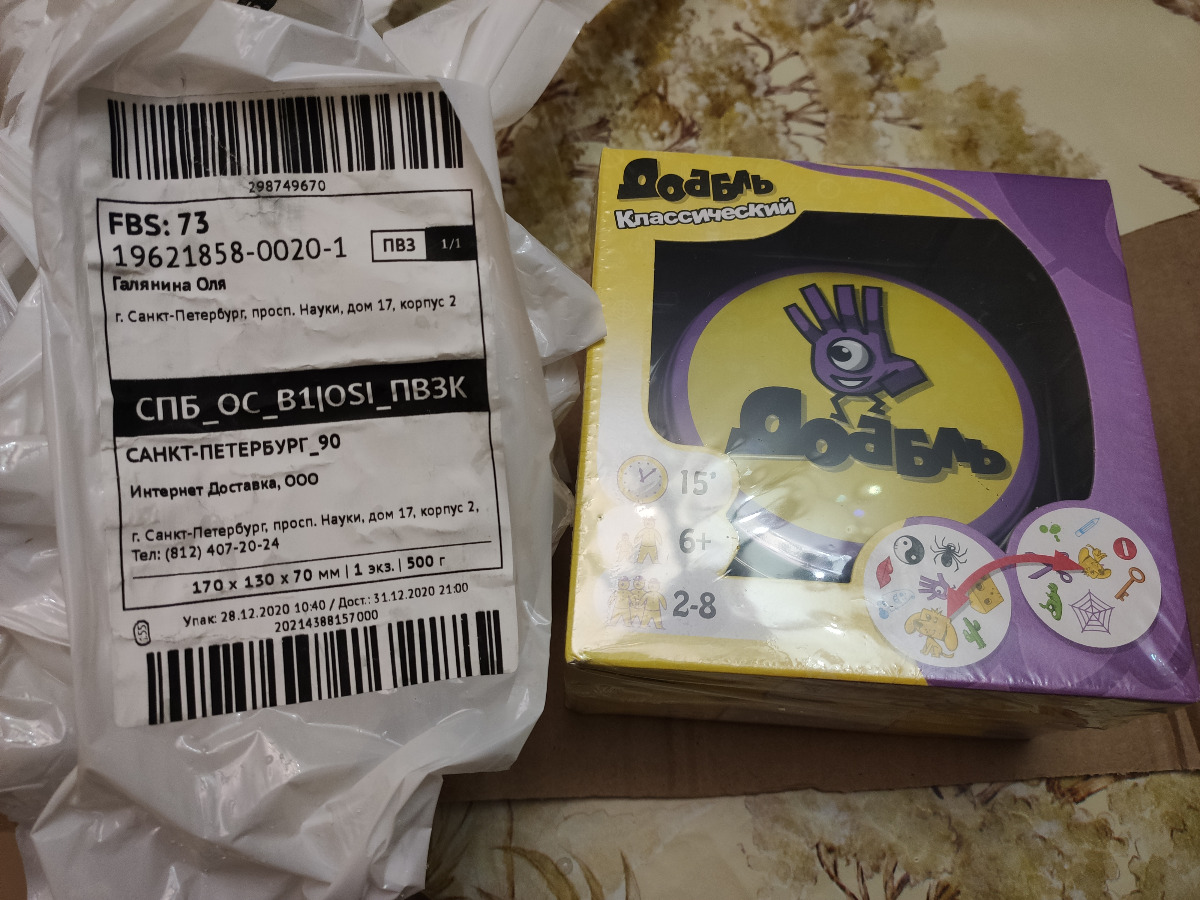 298749670
FBS: 73
19621858-0020-1
ПВЗ 1/1
Галянина Оля
г. Санкт-Петербург, просп. Науки, дом 17, корпус 2
СПБ_ОС_В1|OSI_ПВЗК
САНКТ-ПЕТЕРБУРГ_90
Интернет Доставка, ООО
г. Санкт-Петербург, просп. Науки, дом 17, корпус 2,
Тел: (812) 407-20-24
170 x 130 x 70 мм | 1 экз. | 500 г
Упак: 28.12.2020 10:40 / Дост.: 31.12.2020 21:00
20214388157000
Доабль
Классический
Доабль
15'
6+
2-8